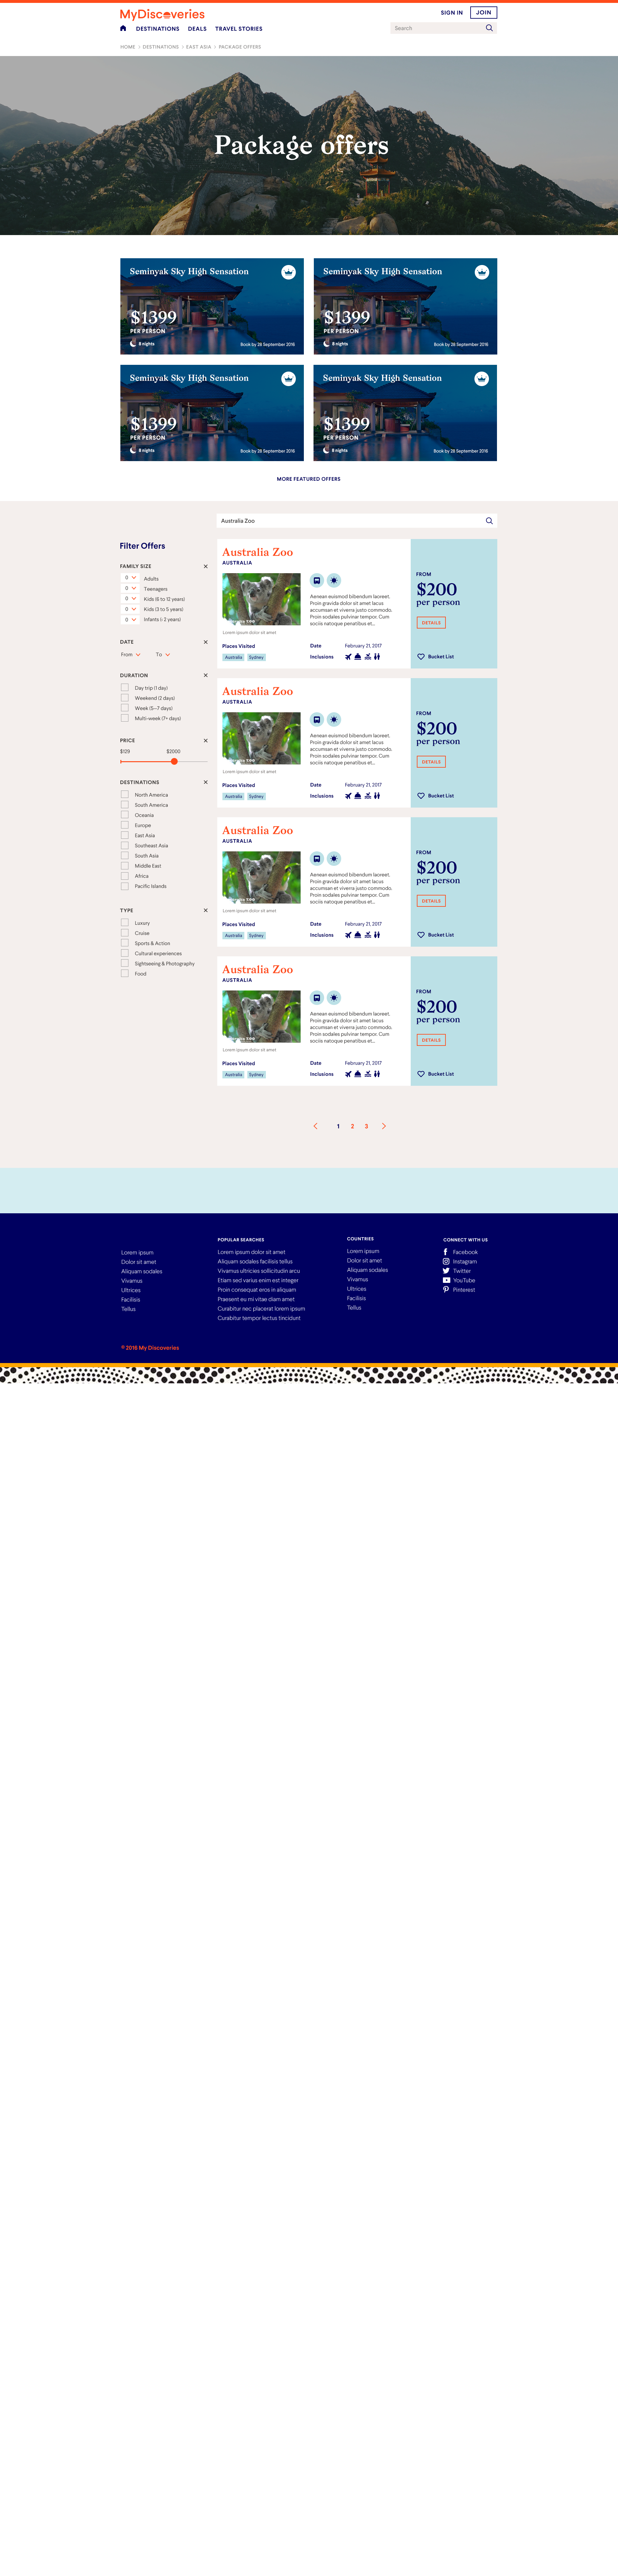 MyDiscoveries
SIGN IN
JOIN
DESTINATIONS
DEALS
TRAVEL STORIES
Search
HOME > DESTINATIONS > EAST ASIA > PACKAGE OFFERS
Package offers
Seminyak Sky High Sensation
$1399
PER PERSON
8 nights
Book by 28 September 2016
Seminyak Sky High Sensation
$1399
PER PERSON
8 nights
Book by 28 September 2016
Seminyak Sky High Sensation
$1399
PER PERSON
8 nights
Book by 28 September 2016
Seminyak Sky High Sensation
$1399
PER PERSON
8 nights
Book by 28 September 2016
MORE FEATURED OFFERS
Australia Zoo
Filter Offers
FAMILY SIZE
0 Adults
0 Teenagers
0 Kids (6 to 12 years)
0 Kids (3 to 5 years)
0 Infants (-2 years)
DATE
From To
DURATION
Day trip (1 day)
Weekend (2 days)
Week (5–7 days)
Multi-week (7+ days)
PRICE
$129 $2000
DESTINATIONS
North America
South America
Oceania
Europe
East Asia
Southeast Asia
South Asia
Middle East
Africa
Pacific Islands
TYPE
Luxury
Cruise
Sports & Action
Cultural experiences
Sightseeing & Photography
Food
Australia Zoo
AUSTRALIA
Lorem ipsum dolor sit amet
Places Visited
Australia Sydney
Aenean euismod bibendum laoreet.
Proin gravida dolor sit amet lacus
accumsan et viverra justo commodo.
Proin sodales pulvinar tempor. Cum
sociis natoque penatibus et...
Date February 21, 2017
Inclusions
FROM
$200
per person
DETAILS
Bucket List
Australia Zoo
AUSTRALIA
Lorem ipsum dolor sit amet
Places Visited
Australia Sydney
Aenean euismod bibendum laoreet.
Proin gravida dolor sit amet lacus
accumsan et viverra justo commodo.
Proin sodales pulvinar tempor. Cum
sociis natoque penatibus et...
Date February 21, 2017
Inclusions
FROM
$200
per person
DETAILS
Bucket List
Australia Zoo
AUSTRALIA
Lorem ipsum dolor sit amet
Places Visited
Australia Sydney
Aenean euismod bibendum laoreet.
Proin gravida dolor sit amet lacus
accumsan et viverra justo commodo.
Proin sodales pulvinar tempor. Cum
sociis natoque penatibus et...
Date February 21, 2017
Inclusions
FROM
$200
per person
DETAILS
Bucket List
Australia Zoo
AUSTRALIA
Lorem ipsum dolor sit amet
Places Visited
Australia Sydney
Aenean euismod bibendum laoreet.
Proin gravida dolor sit amet lacus
accumsan et viverra justo commodo.
Proin sodales pulvinar tempor. Cum
sociis natoque penatibus et...
Date February 21, 2017
Inclusions
FROM
$200
per person
DETAILS
Bucket List
1 2 3
Lorem ipsum
Dolor sit amet
Aliquam sodales
Vivamus
Ultrices
Facilisis
Tellus
POPULAR SEARCHES
Lorem ipsum dolor sit amet
Aliquam sodales facilisis tellus
Vivamus ultricies sollicitudin arcu
Etiam sed varius enim est integer
Proin consequat eros in aliquam
Praesent eu mi vitae diam amet
Curabitur nec placerat lorem ipsum
Curabitur tempor lectus tincidunt
COUNTRIES
Lorem ipsum
Dolor sit amet
Aliquam sodales
Vivamus
Ultrices
Facilisis
Tellus
CONNECT WITH US
Facebook
Instagram
Twitter
YouTube
Pinterest
© 2016 My Discoveries